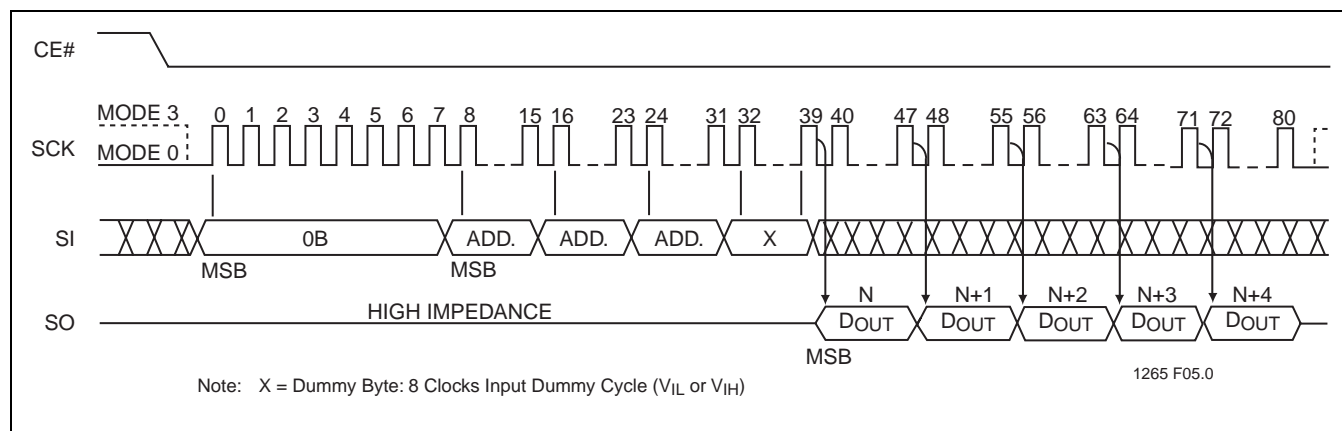 CE#
MODE 3 0 1 2 3 4 5 6 7 8 15 16 23 24 31 32 39 40 47 48 55 56 63 64 71 72 80
SCK MODE 0
SI 0B ADD. ADD. ADD. X
MSB MSB
N N+1 N+2 N+3 N+4
SO HIGH IMPEDANCE DOUT DOUT DOUT DOUT DOUT
MSB
Note: X = Dummy Byte: 8 Clocks Input Dummy Cycle (VIL or VIH)
1265 F05.0